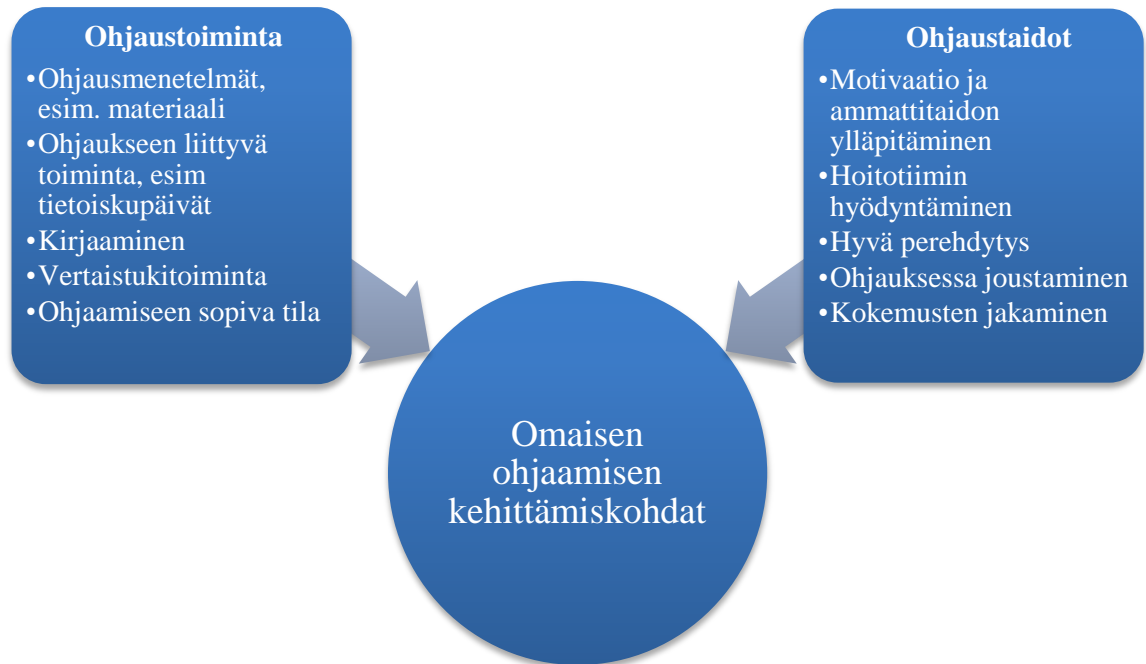 Ohjaustoiminta
•Ohjausmenetelmät,
esim. materiaali
•Ohjaukseen liittyvä
toiminta, esim
tietoiskupäivät
•Kirjaaminen
•Vertaistukitoiminta
•Ohjaamiseen sopiva tila
Ohjaustaidot
•Motivaatio ja
ammattitaidon
ylläpitäminen
•Hoitotiimin
hyödyntäminen
•Hyvä perehdytys
•Ohjauksessa joustaminen
•Kokemusten jakaminen
Omaisen
ohjaamisen
kehittämiskohdat